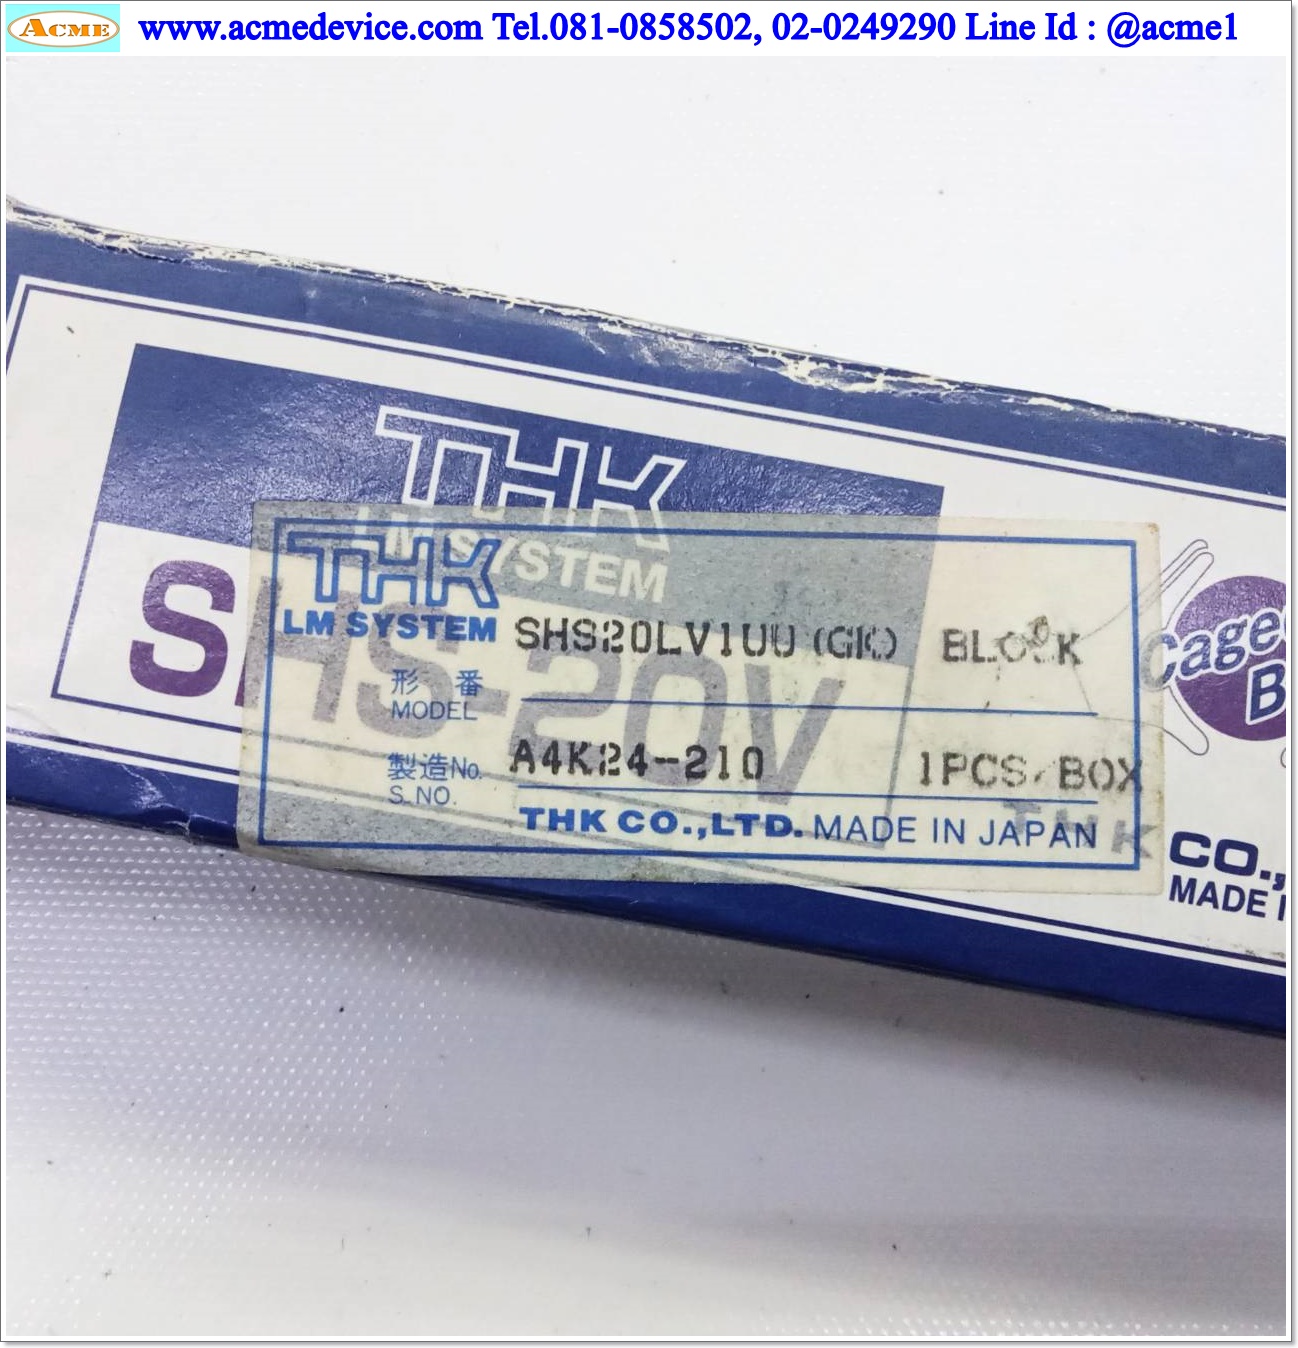 ACME
www.acmedevice.com Tel.081-0858502, 02-0249290 Line Id : @acme1
THK
LM SYSTEM
SHS-20V
THK
LM SYSTEM
SHS20LV1UU (GK) BLOCK
形 番
MODEL
製造No. A4K24-210 1PCS/BOX
S.NO.
THK CO.,LTD. MADE IN JAPAN
Cage
B
THK CO.,
MADE I